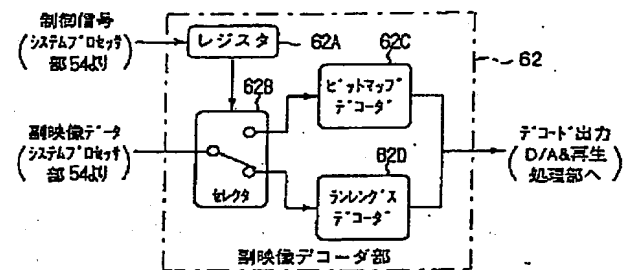 制御信号
(システムプロセッサ
部54より)
レジスタ
62A
62C
62
62B
ビットマップ
デコーダ
副映像データ
(システムプロセッサ
部54より)
セレクタ
62D
ランレングス
デコーダ
デコード出力
(D/A&再生
処理部へ)
副映像デコーダ部